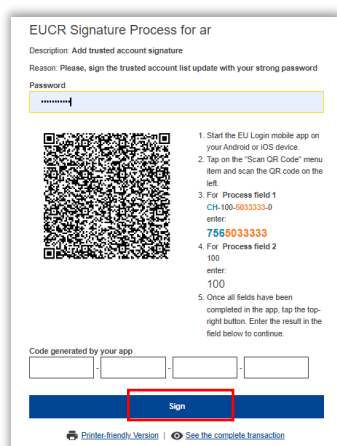 EUCR Signature Process for ar
Description: Add trusted account signature
Reason: Please, sign the trusted account list update with your strong password
Password
1. Start the EU Login mobile app on
your Android or iOS device.
2. Tap on the "Scan QR Code" menu
item and scan the QR code on the
left.
3. For Process field 1
CH-100-5033333-0
enter:
7565033333
4. For Process field 2
100
enter:
100
5. Once all fields have been
completed in the app, tap the top-
right button. Enter the result in the
field below to continue.
Code generated by your app
- - -
Sign
Printer-friendly Version | See the complete transaction